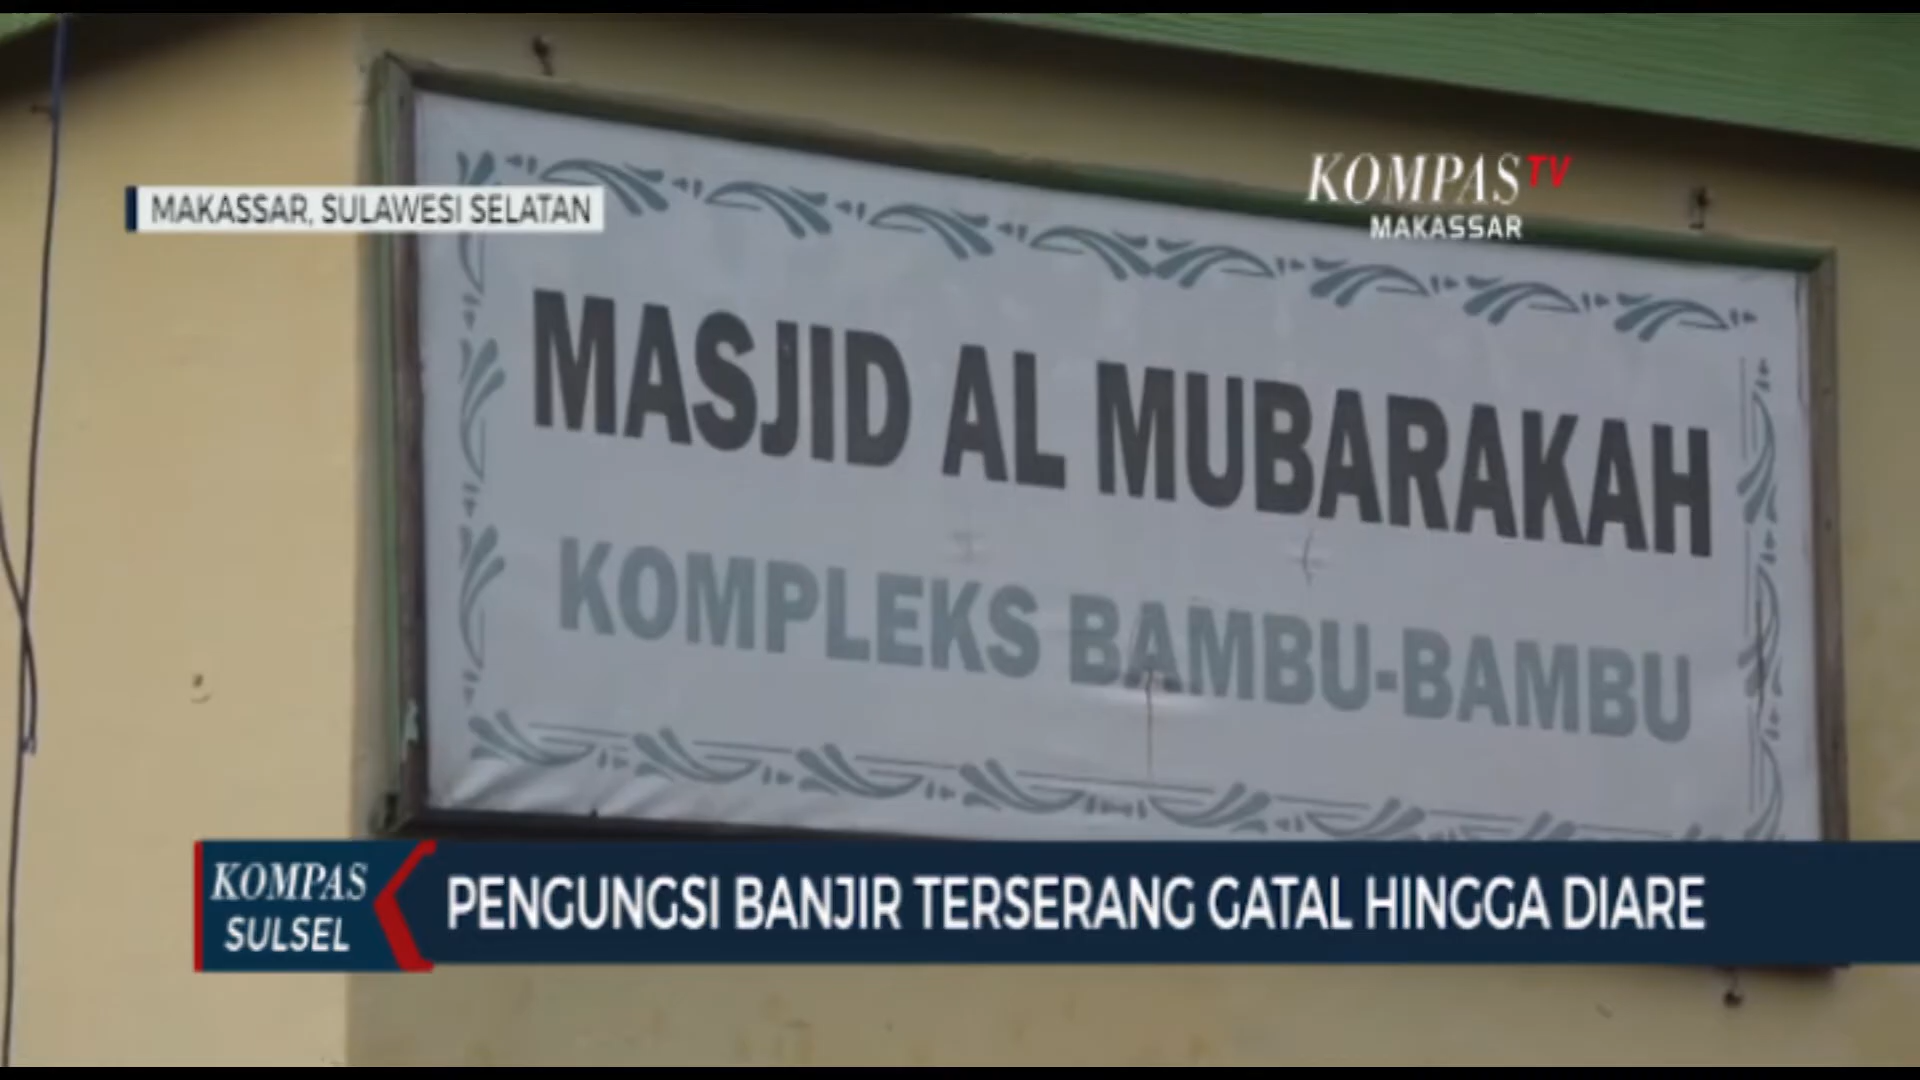 KOMPAS TV
MAKASSAR
MAKASSAR, SULAWESI SELATAN
MASJID AL MUBARAKAH
KOMPLEKS BAMBU-BAMBU
KOMPAS
SULSEL
PENGUNGSI BANJIR TERSERANG GATAL HINGGA DIARE